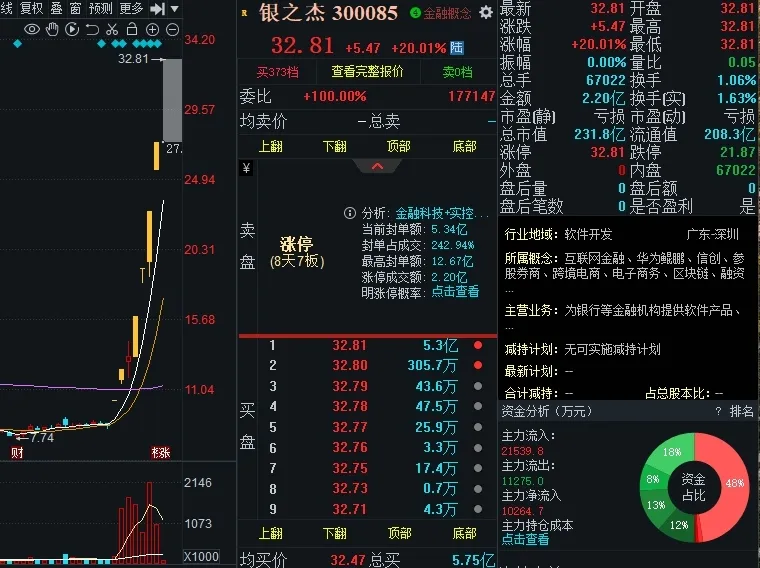 线 复权 叠 窗 预测 更多
34.20
32.81
29.57
27.
24.94
20.31
15.68
11.04
7.74
财
涨
2146
1073
X1000
R 银之杰 300085 金融概念
32.81 +5.47 +20.01% 陆
买373档 查看完整报价 卖0档
委比 +100.00% 177147
均卖价 — 总卖 —
上翻 下翻 顶部 底部
¥
卖盘
涨停
(8天7板)
分析: 金融科技+实控...
当前封单额: 5.34亿
封单占成交: 242.94%
最高封单额: 12.67亿
涨停成交额: 2.20亿
明涨停概率: 点击查看
买盘
1 32.81 5.3亿
2 32.80 305.7万
3 32.79 43.6万
4 32.78 47.5万
5 32.77 25.9万
6 32.76 3.3万
7 32.75 17.4万
8 32.73 0.7万
9 32.71 4.3万
上翻 下翻 顶部 底部
均买价 32.47 总买 5.75亿
最新 32.81 开盘 32.81
涨跌 +5.47 最高 32.81
涨幅 +20.01% 最低 32.81
振幅 0.00% 量比 0.05
总手 67022 换手 1.06%
金额 2.20亿 换手(实) 1.63%
市盈(静) 亏损 市盈(动) 亏损
总市值 231.8亿 流通值 208.3亿
涨停 32.81 跌停 21.87
外盘 0 内盘 67022
盘后量 0 盘后额 0
盘后笔数 0 是否盈利 是
行业地域: 软件开发 广东-深圳
所属概念: 互联网金融、华为鲲鹏、信创、参
股券商、跨境电商、电子商务、区块链、融资
...
主营业务: 为银行等金融机构提供软件产品、
...
减持计划: 无可实施减持计划
最新计划: --
合计减持: -- 占总股本比: --
资金分析（万元） ? 排名
主力流入:
21539.8
主力流出:
11275.0
主力净流入
10264.7
主力持仓成本
点击查看
18%
8%
13%
12%
48%
资金
占比